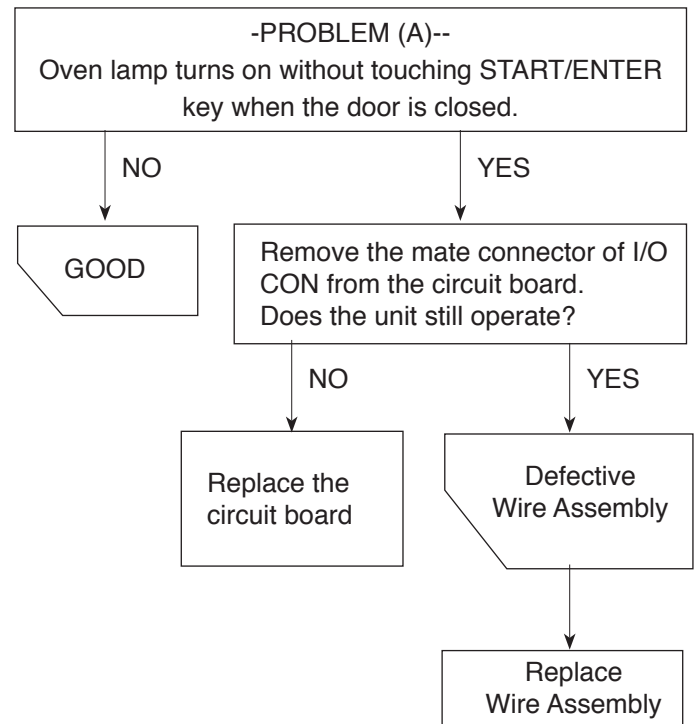 -PROBLEM (A)--
Oven lamp turns on without touching START/ENTER
key when the door is closed.
NO
YES
GOOD
Remove the mate connector of I/O
CON from the circuit board.
Does the unit still operate?
NO
YES
Replace the
circuit board
Defective
Wire Assembly
Replace
Wire Assembly